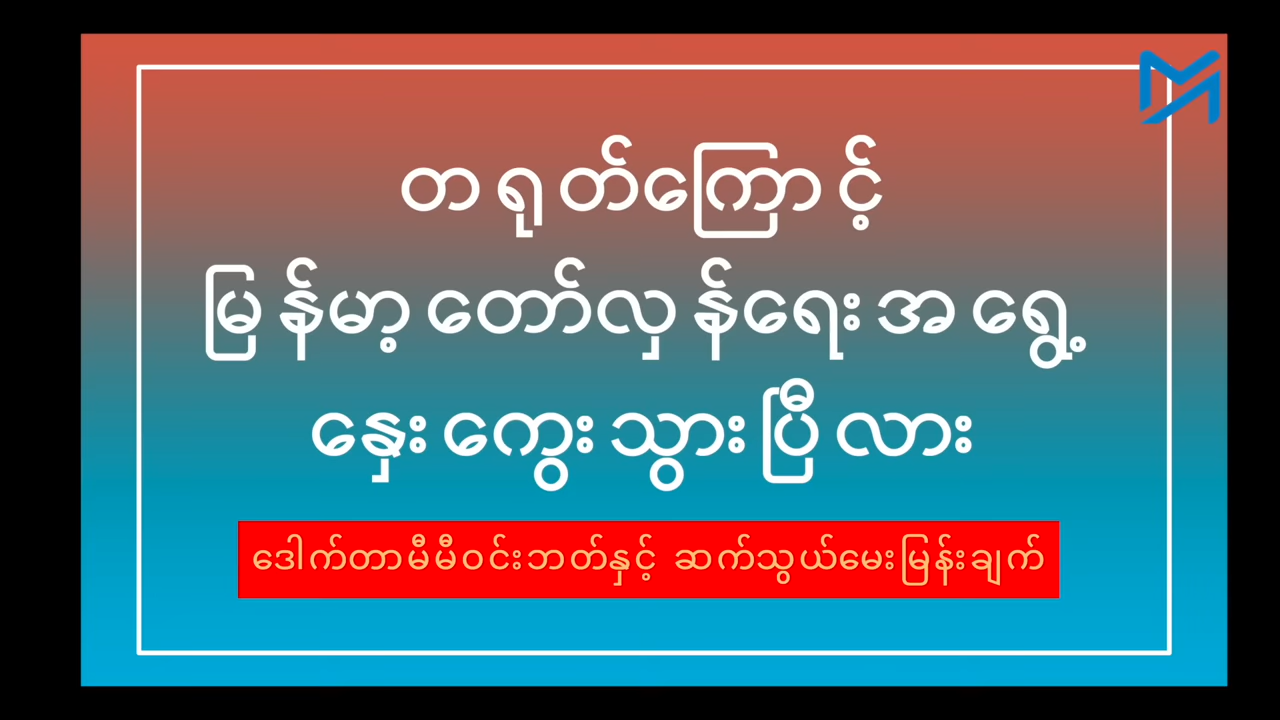 တရုတ်ကြောင့်
မြန်မာ့တော်လှန်ရေးအရွေ့
နှေးကွေးသွားပြီလား
ဒေါက်တာမီမီဝင်းဘတ်နှင့် ဆက်သွယ်မေးမြန်းချက်